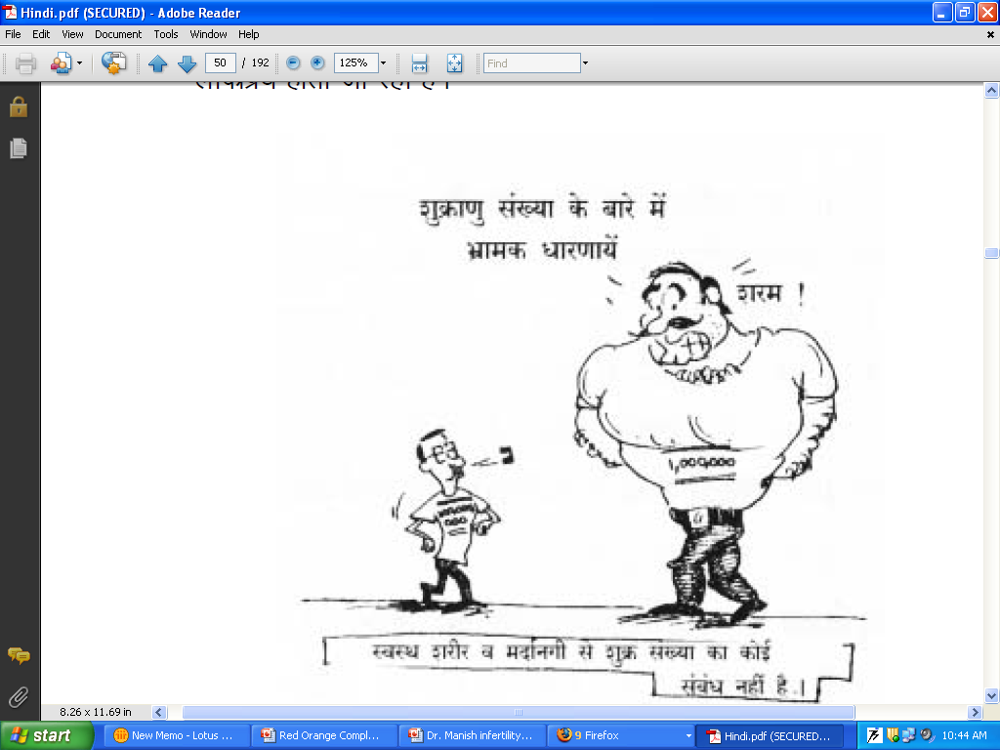 Hindi.pdf (SECURED) - Adobe Reader
File Edit View Document Tools Window Help
50 / 192 125% Find
शुक्राणु संख्या के बारे में
भ्रामक धारणायें
शरम !
1,000,000
स्वस्थ शरीर व मर्दानगी से शुक्र संख्या का कोई
संबंध नहीं है .।
8.26 x 11.69 in
start New Memo - Lotus ... Red Orange Compl... Dr. Manish infertility... 9 Firefox Hindi.pdf (SECURED... 10:44 AM